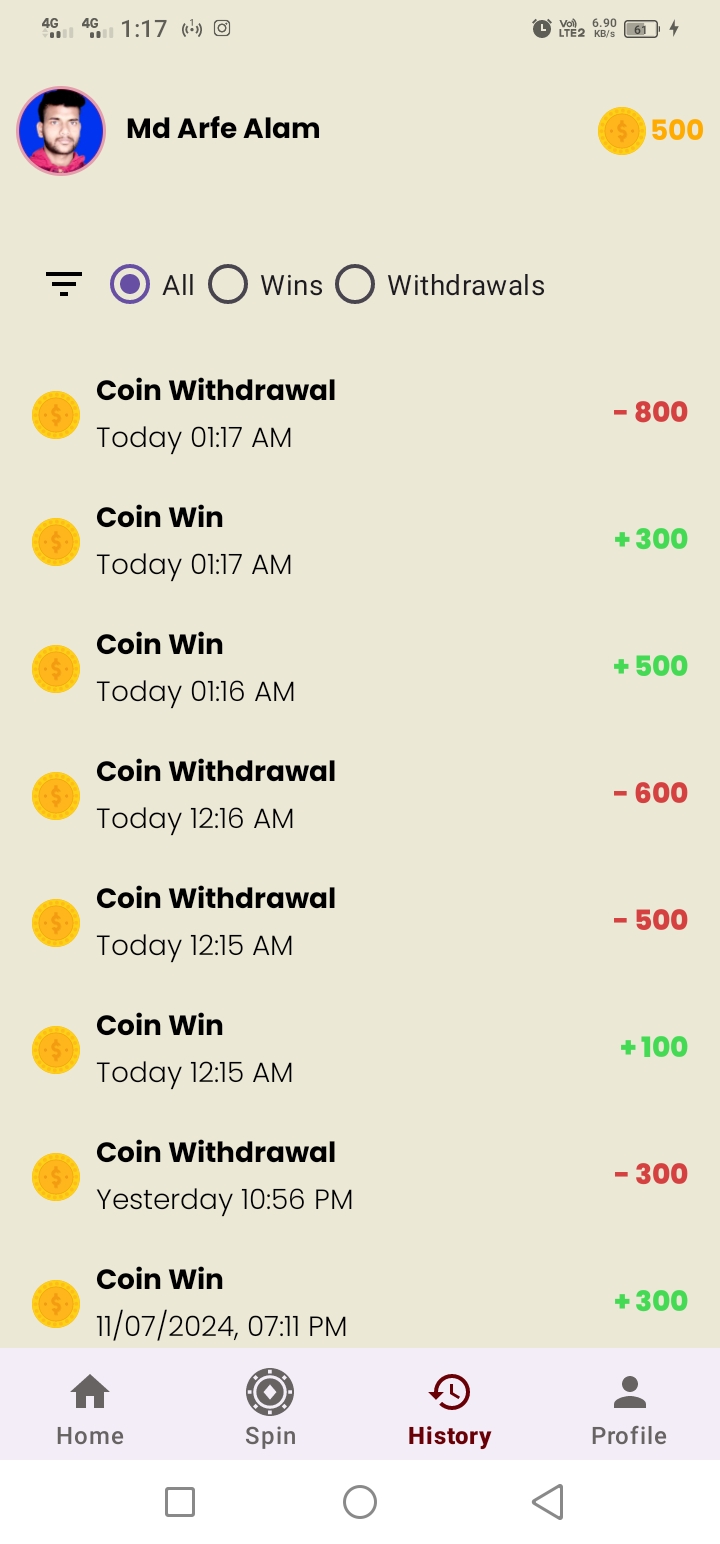 4G 4G 1:17 Vo) LTE2 6.90 KB/s 61
Md Arfe Alam 500
All Wins Withdrawals
Coin Withdrawal
Today 01:17 AM
- 800
Coin Win
Today 01:17 AM
+ 300
Coin Win
Today 01:16 AM
+ 500
Coin Withdrawal
Today 12:16 AM
- 600
Coin Withdrawal
Today 12:15 AM
- 500
Coin Win
Today 12:15 AM
+ 100
Coin Withdrawal
Yesterday 10:56 PM
- 300
Coin Win
11/07/2024, 07:11 PM
+ 300
Home Spin History Profile